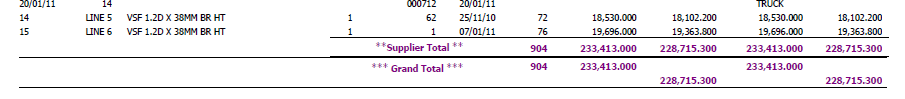 20/01/11 14 000712 20/01/11 TRUCK
14 LINE 5 VSF 1.2D X 38MM BR HT 1 62 25/11/10 72 18,530.000 18,102.200 18,530.000 18,102.200
15 LINE 6 VSF 1.2D X 38MM BR HT 1 1 07/01/11 76 19,696.000 19,363.800 19,696.000 19,363.800
**Supplier Total ** 904 233,413.000 228,715.300 233,413.000 228,715.300
*** Grand Total *** 904 233,413.000 233,413.000
228,715.300 228,715.300